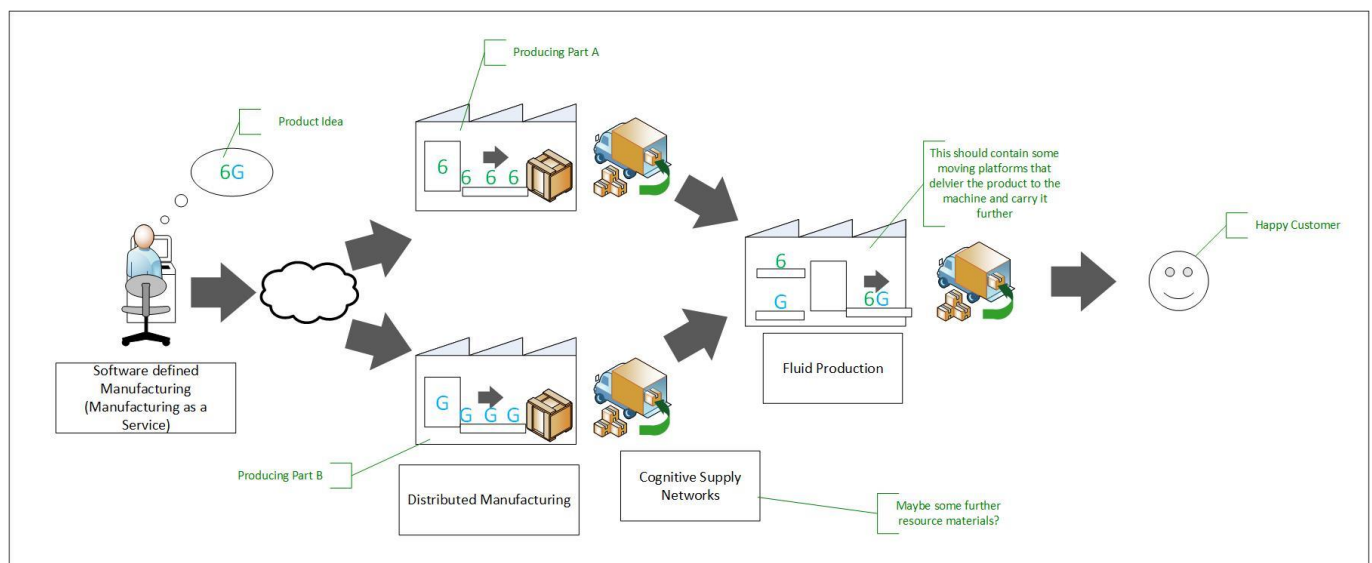 Producing Part A
Product Idea
6G
6
6 6 6
This should contain some
moving platforms that
delvier the product to the
machine and carry it
further
Happy Customer
6
G
6G
Software defined
Manufacturing
(Manufacturing as a
Service)
G
G G G
Fluid Production
Producing Part B
Distributed Manufacturing
Cognitive Supply
Networks
Maybe some further
resource materials?